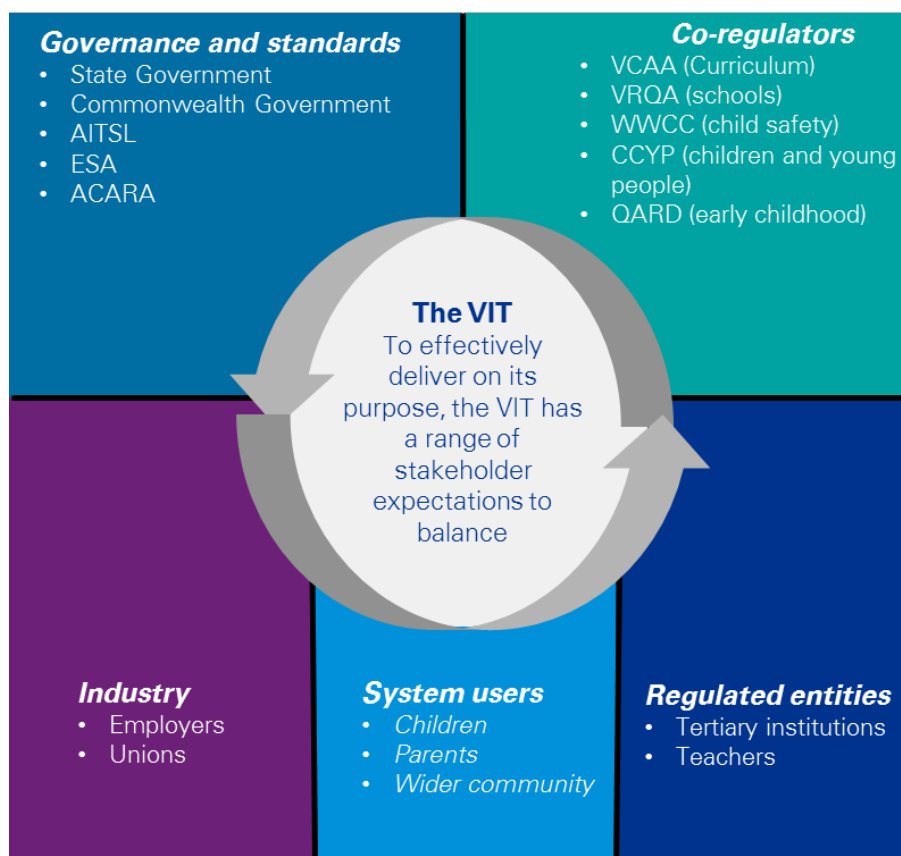 Governance and standards
• State Government
• Commonwealth Government
• AITSL
• ESA
• ACARA
Co-regulators
• VCAA (Curriculum)
• VRQA (schools)
• WWCC (child safety)
• CCYP (children and young
people)
• QARD (early childhood)
The VIT
To effectively
deliver on its
purpose, the VIT has
a range of
stakeholder
expectations to
balance
Industry
• Employers
• Unions
System users
• Children
• Parents
• Wider community
Regulated entities
• Tertiary institutions
• Teachers